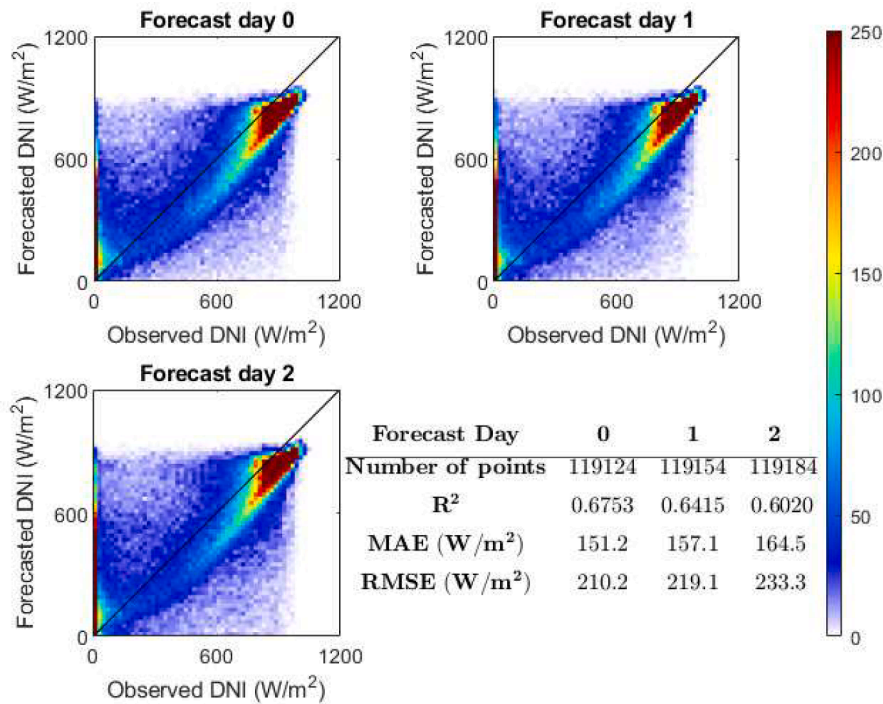 Forecast day 0
1200
600
0
0
600
1200
Forecasted DNI (W/m²)
Observed DNI (W/m²)
Forecast day 1
1200
600
0
0
600
1200
Forecasted DNI (W/m²)
Observed DNI (W/m²)
Forecast day 2
1200
600
0
0
600
1200
Forecasted DNI (W/m²)
Observed DNI (W/m²)
Forecast Day 0 1 2
Number of points 119124 119154 119184
R² 0.6753 0.6415 0.6020
MAE (W/m²) 151.2 157.1 164.5
RMSE (W/m²) 210.2 219.1 233.3
250
200
150
100
50
0